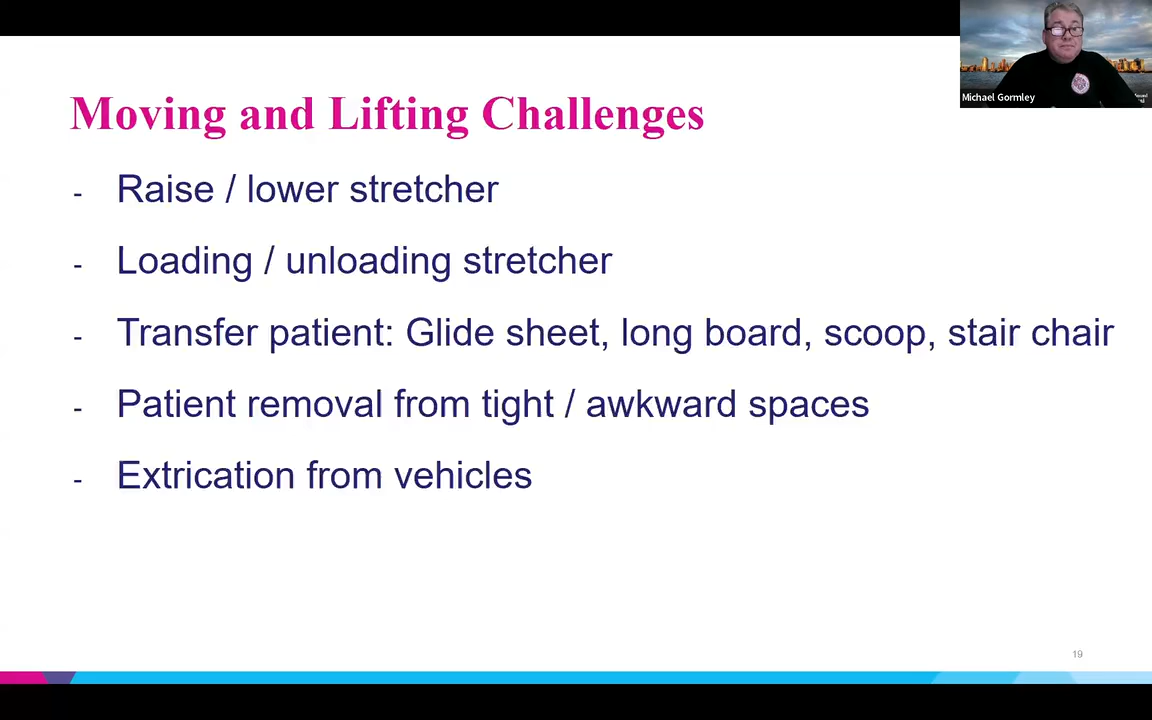 Michael Gormley
Moving and Lifting Challenges
- Raise / lower stretcher
- Loading / unloading stretcher
- Transfer patient: Glide sheet, long board, scoop, stair chair
- Patient removal from tight / awkward spaces
- Extrication from vehicles
19